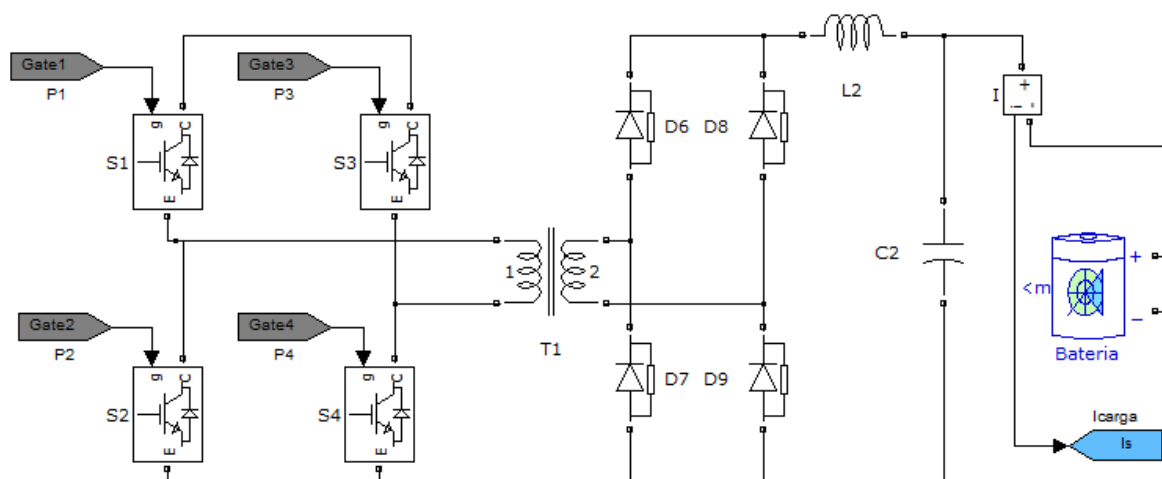 Gate1
P1
Gate3
P3
g C
S1
E
g C
S3
E
L2
I
+
-
D6 D8
1 2
T1
C2
<m
+
-
Bateria
Gate2
P2
Gate4
P4
g C
S2
E
g C
S4
E
D7 D9
Icarga
Is